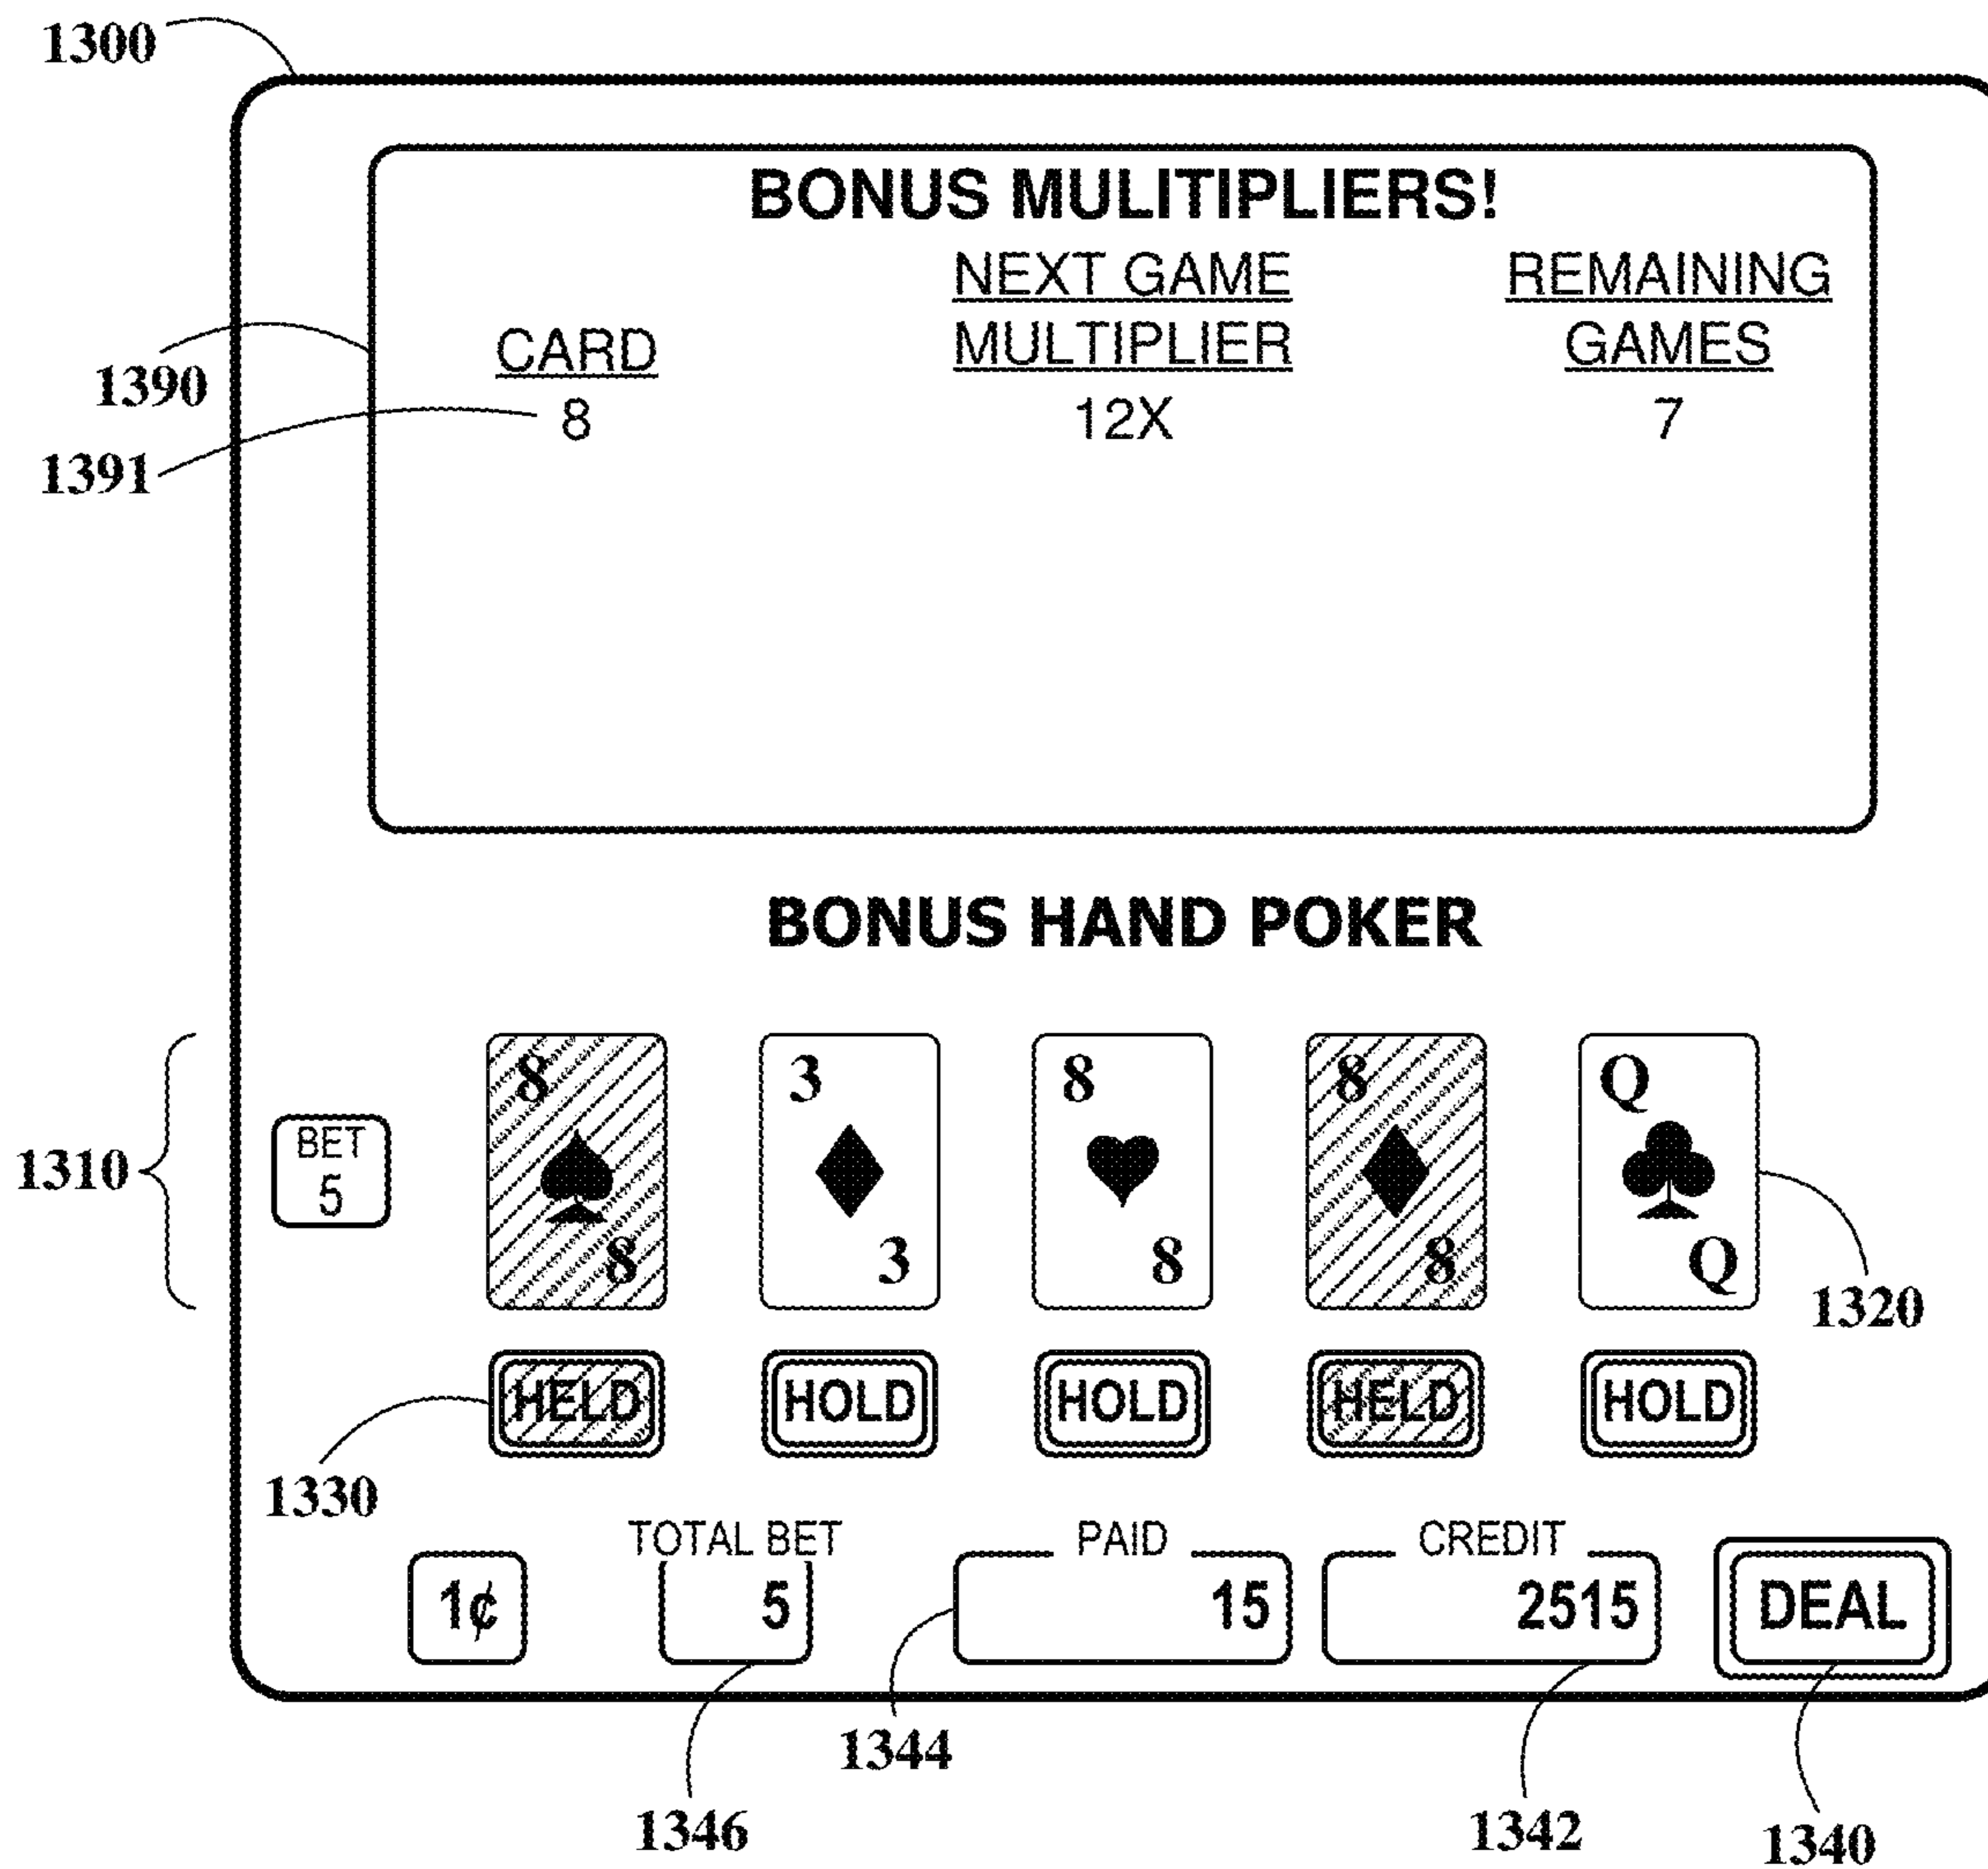 1300
BONUS MULITIPLIERS!
CARD
NEXT GAME
MULTIPLIER
REMAINING
GAMES
8 12X 7
1390
1391
BONUS HAND POKER
1310
BET
5
8 3 8 8 Q
8 3 8 8 Q
1320
HELD HOLD HOLD HELD HOLD
1330
TOTAL BET PAID CREDIT
1¢ 5 15 2515 DEAL
1344
1346 1342 1340